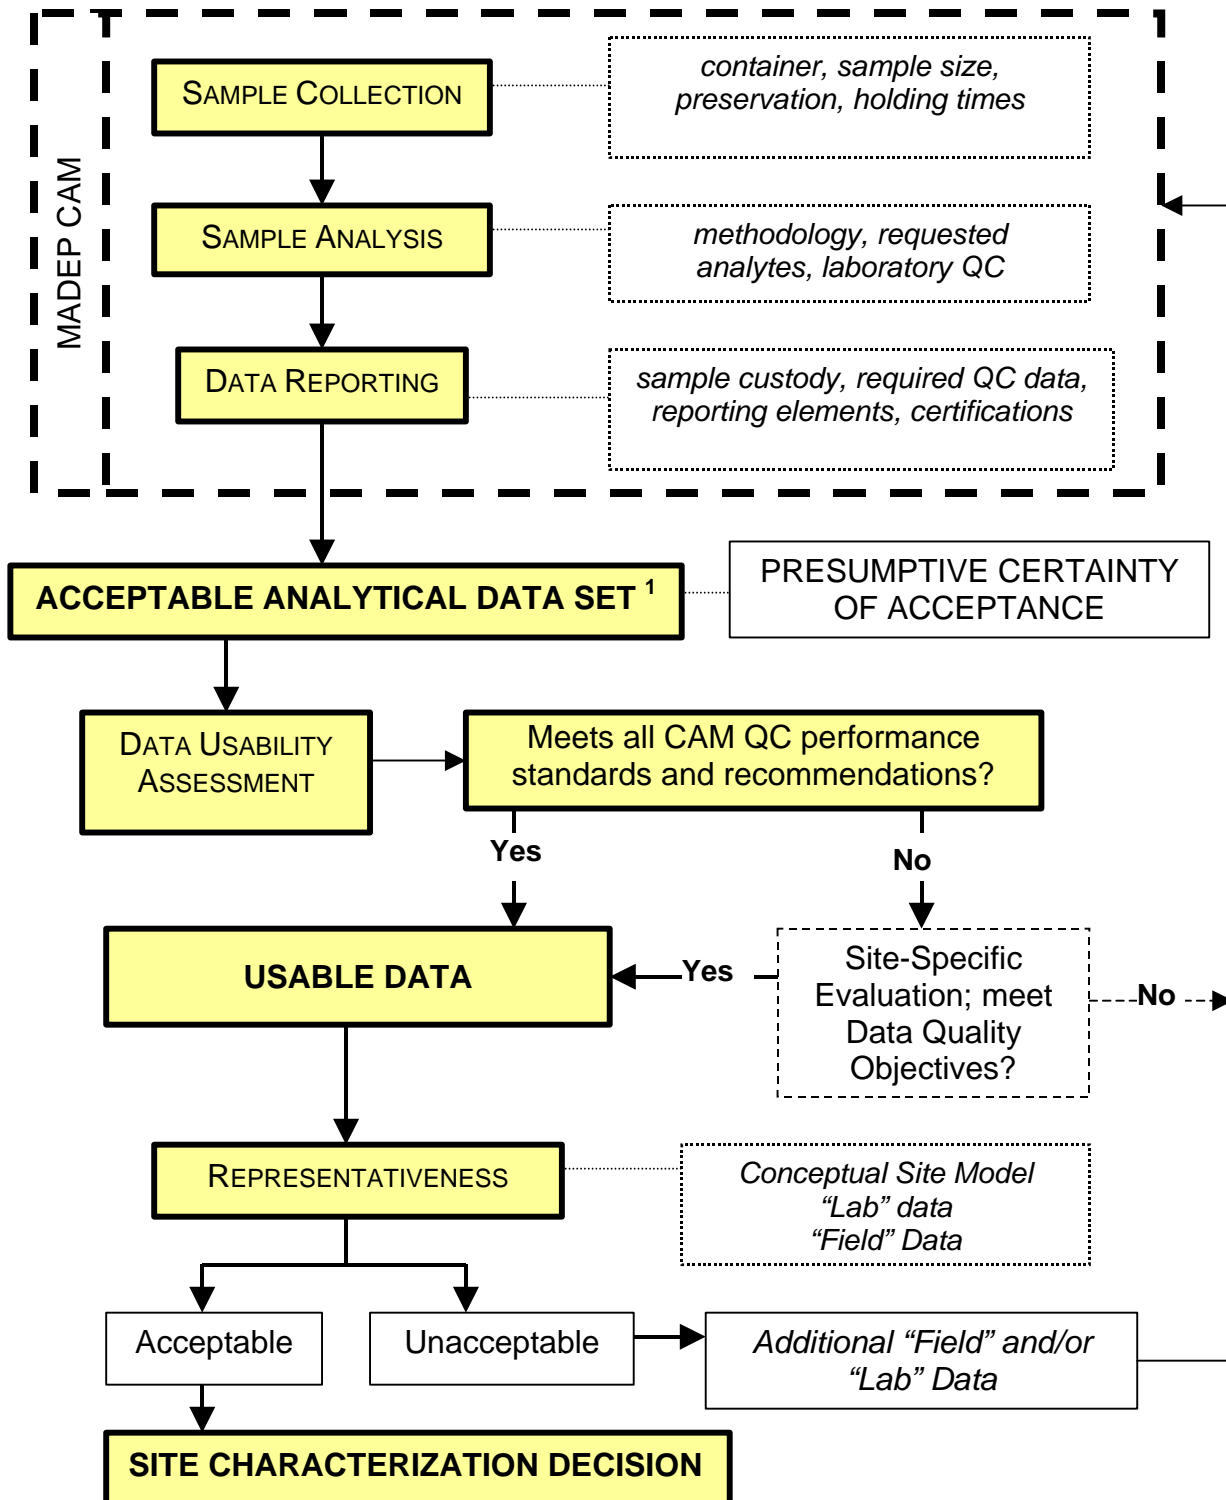 MADEP CAM
SAMPLE COLLECTION
container, sample size,
preservation, holding times
SAMPLE ANALYSIS
methodology, requested
analytes, laboratory QC
DATA REPORTING
sample custody, required QC data,
reporting elements, certifications
ACCEPTABLE ANALYTICAL DATA SET 1
PRESUMPTIVE CERTAINTY
OF ACCEPTANCE
DATA USABILITY
ASSESSMENT
Meets all CAM QC performance
standards and recommendations?
Yes
No
USABLE DATA
Yes
Site-Specific
Evaluation; meet
Data Quality
Objectives?
No
REPRESENTATIVENESS
Conceptual Site Model
“Lab” data
“Field” Data
Acceptable
Unacceptable
Additional “Field” and/or
“Lab” Data
SITE CHARACTERIZATION DECISION